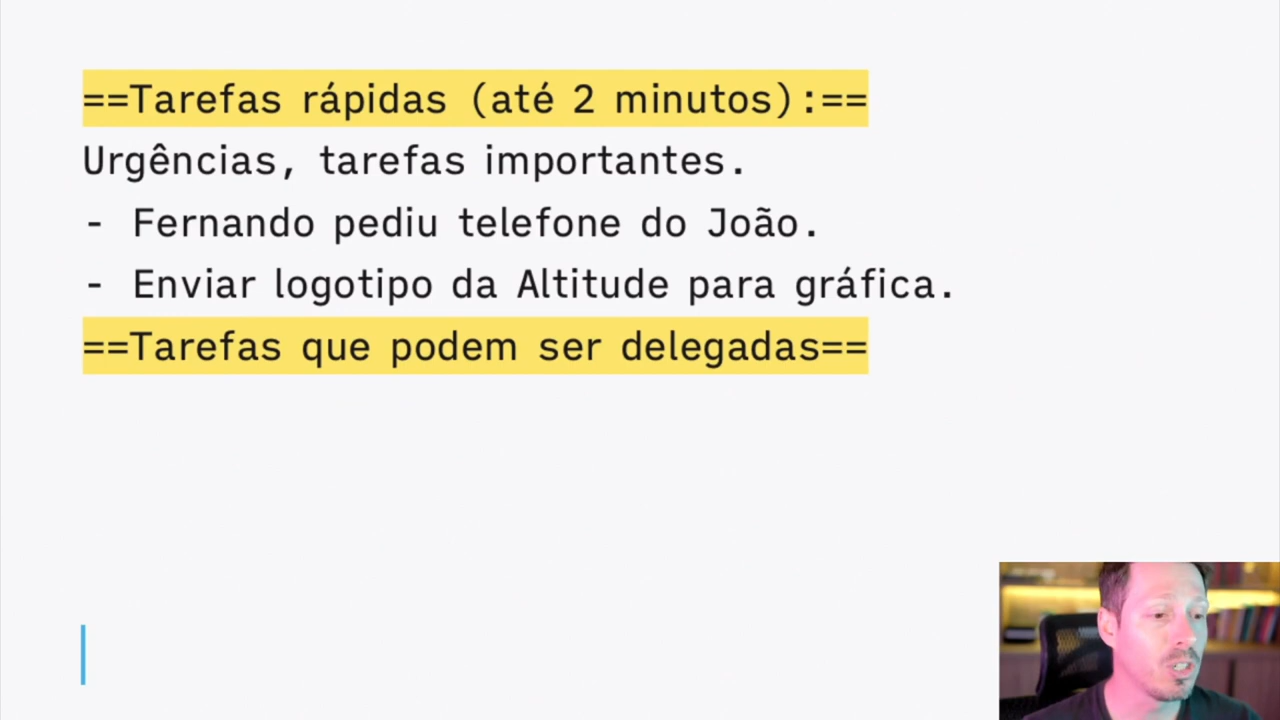 ==Tarefas rápidas (até 2 minutos):==
Urgências, tarefas importantes.
- Fernando pediu telefone do João.
- Enviar logotipo da Altitude para gráfica.
==Tarefas que podem ser delegadas==